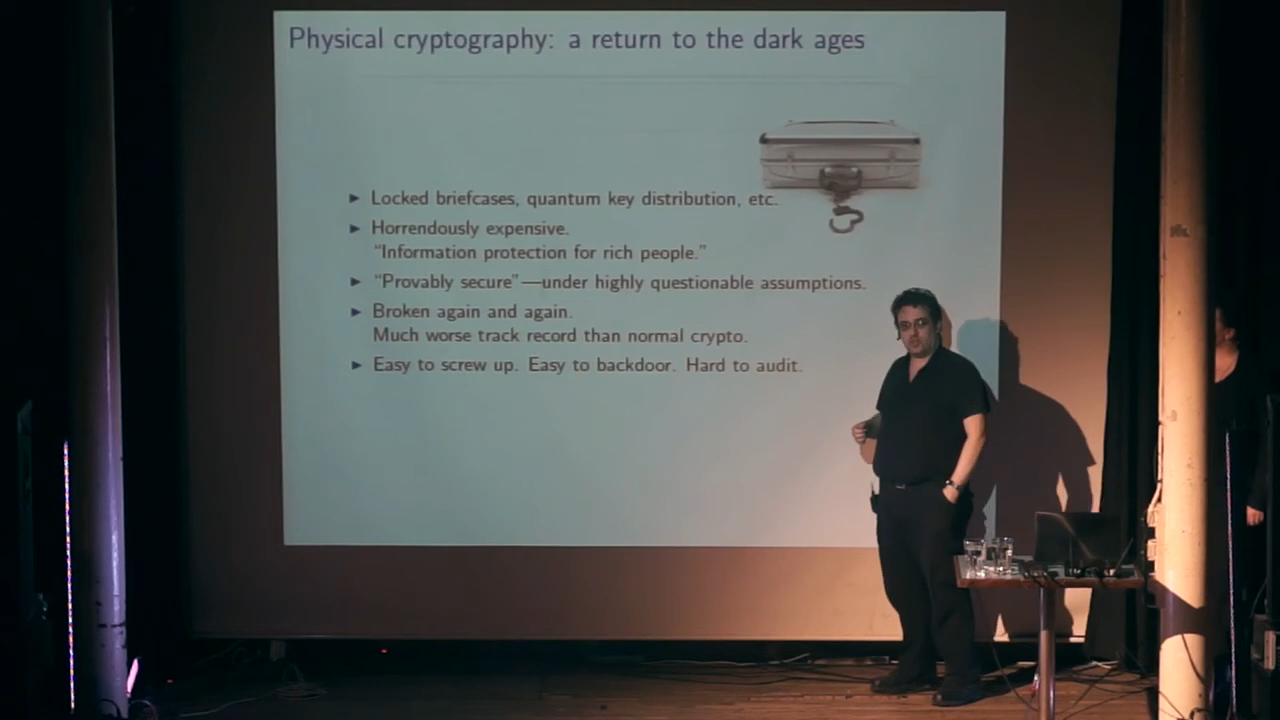 Physical cryptography: a return to the dark ages
► Locked briefcases, quantum key distribution, etc.
► Horrendously expensive.
“Information protection for rich people.”
► “Provably secure”—under highly questionable assumptions.
► Broken again and again.
Much worse track record than normal crypto.
► Easy to screw up. Easy to backdoor. Hard to audit.